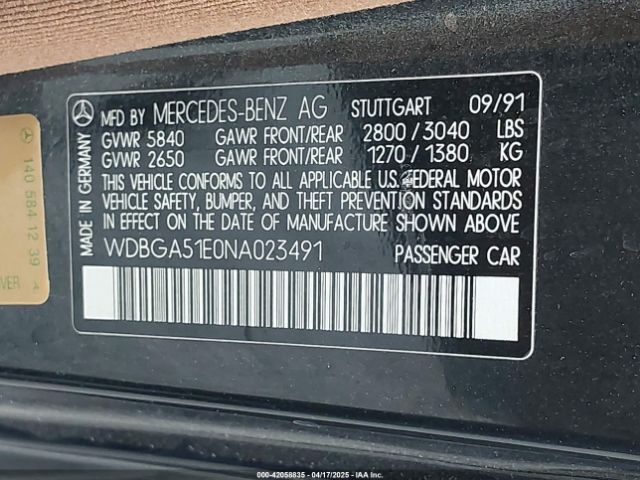 MFD BY MERCEDES-BENZ AG STUTTGART 09/91
GVWR 5840 GAWR FRONT/REAR 2800/3040 LBS
GVWR 2650 GAWR FRONT/REAR 1270/1380 KG
THIS VEHICLE CONFORMS TO ALL APPLICABLE U.S. FEDERAL MOTOR
VEHICLE SAFETY, BUMPER, AND THEFT PREVENTION STANDARDS
IN EFFECT ON THE DATE OF MANUFACTURE SHOWN ABOVE
WDBGA51E0NA023491 PASSENGER CAR
MADE IN GERMANY
140 584 12 39
VER
000-42058835 - 04/17/2025 - IAAI.COM